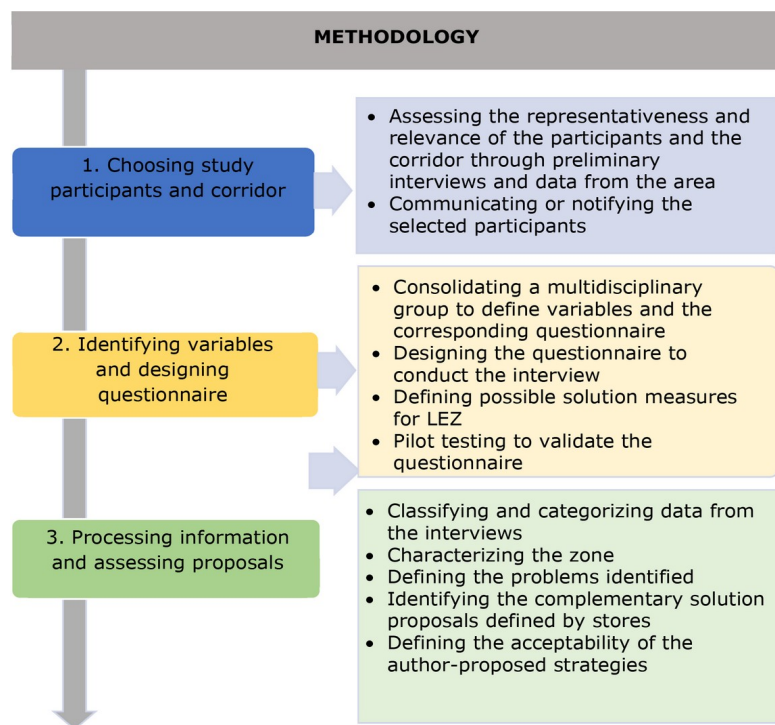 METHODOLOGY
1. Choosing study
participants and corridor
• Assessing the representativeness and
relevance of the participants and the
corridor through preliminary
interviews and data from the area
• Communicating or notifying the
selected participants
2. Identifying variables
and designing
questionnaire
• Consolidating a multidisciplinary
group to define variables and the
corresponding questionnaire
• Designing the questionnaire to
conduct the interview
• Defining possible solution measures
for LEZ
• Pilot testing to validate the
questionnaire
3. Processing information
and assessing proposals
• Classifying and categorizing data from
the interviews
• Characterizing the zone
• Defining the problems identified
• Identifying the complementary solution
proposals defined by stores
• Defining the acceptability of the
author-proposed strategies